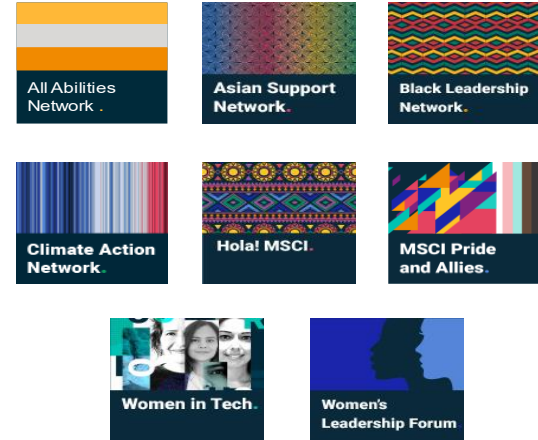 All Abilities
Network .
Asian Support
Network.
Black Leadership
Network.
Climate Action
Network.
Hola! MSCI.
MSCI Pride
and Allies.
Women in Tech.
Women's
Leadership Forum